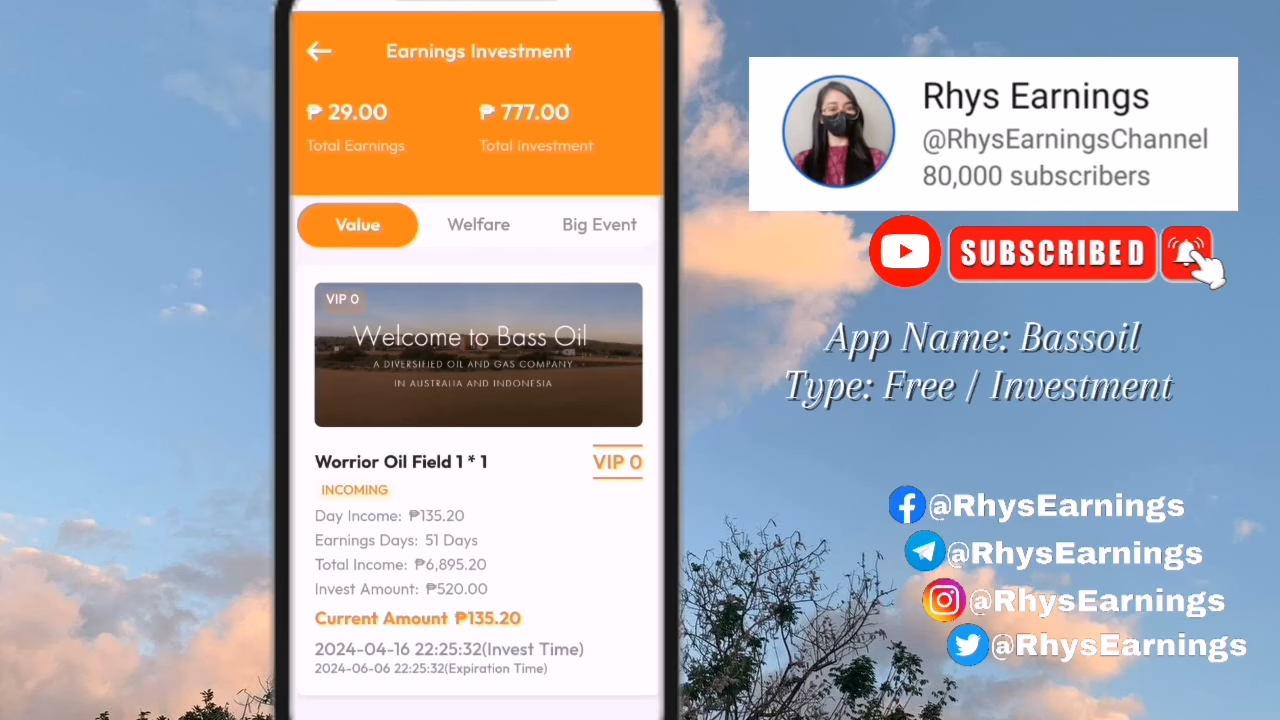 Earnings Investment
₱ 29.00
₱ 777.00
Total Earnings
Total Investment
Value
Welfare
Big Event
VIP 0
Welcome to Bass Oil
A DIVERSIFIED OIL AND GAS COMPANY
IN AUSTRALIA AND INDONESIA
Worrior Oil Field 1 * 1
VIP 0
INCOMING
Day Income: ₱135.20
Earnings Days: 51 Days
Total Income: ₱6,895.20
Invest Amount: ₱520.00
Current Amount ₱135.20
2024-04-16 22:25:32(Invest Time)
2024-06-06 22:25:32(Expiration Time)
Rhys Earnings
@RhysEarningsChannel
80,000 subscribers
SUBSCRIBED
App Name: Bassoil
Type: Free / Investment
@RhysEarnings
@RhysEarnings
@RhysEarnings
@RhysEarnings